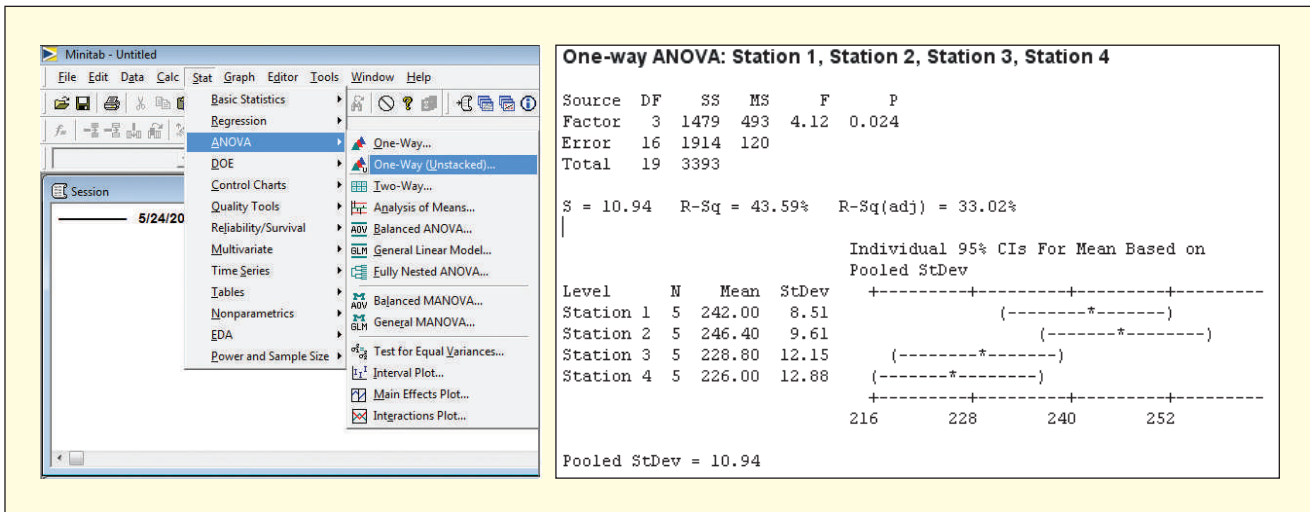 Minitab - Untitled
File Edit Data Calc Stat Graph Editor Tools Window Help
Basic Statistics
Regression
ANOVA
DOE
Control Charts
Quality Tools
Reliability/Survival
Multivariate
Time Series
Tables
Nonparametrics
EDA
Power and Sample Size
One-Way...
One-Way (Unstacked)...
Two-Way...
Analysis of Means...
Balanced ANOVA...
General Linear Model...
Fully Nested ANOVA...
Balanced MANOVA...
General MANOVA...
Test for Equal Variances...
Interval Plot...
Main Effects Plot...
Interactions Plot...
Session
5/24/20
One-way ANOVA: Station 1, Station 2, Station 3, Station 4
Source DF SS MS F P
Factor 3 1479 493 4.12 0.024
Error 16 1914 120
Total 19 3393
S = 10.94 R-Sq = 43.59% R-Sq(adj) = 33.02%
Individual 95% CIs For Mean Based on
Pooled StDev
Level N Mean StDev +---------+---------+---------+---------
Station 1 5 242.00 8.51 (--------*-------)
Station 2 5 246.40 9.61 (-------*--------)
Station 3 5 228.80 12.15 (--------*-------)
Station 4 5 226.00 12.88 (-------*--------)
+---------+---------+---------+---------
216 228 240 252
Pooled StDev = 10.94